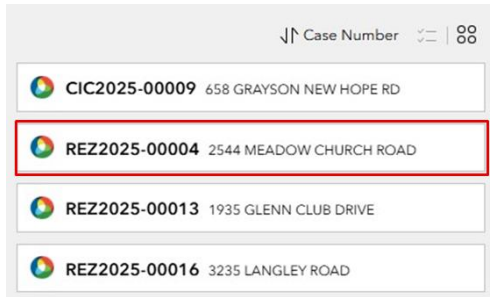 Case Number
CIC2025-00009 658 GRAYSON NEW HOPE RD
REZ2025-00004 2544 MEADOW CHURCH ROAD
REZ2025-00013 1935 GLENN CLUB DRIVE
REZ2025-00016 3235 LANGLEY ROAD